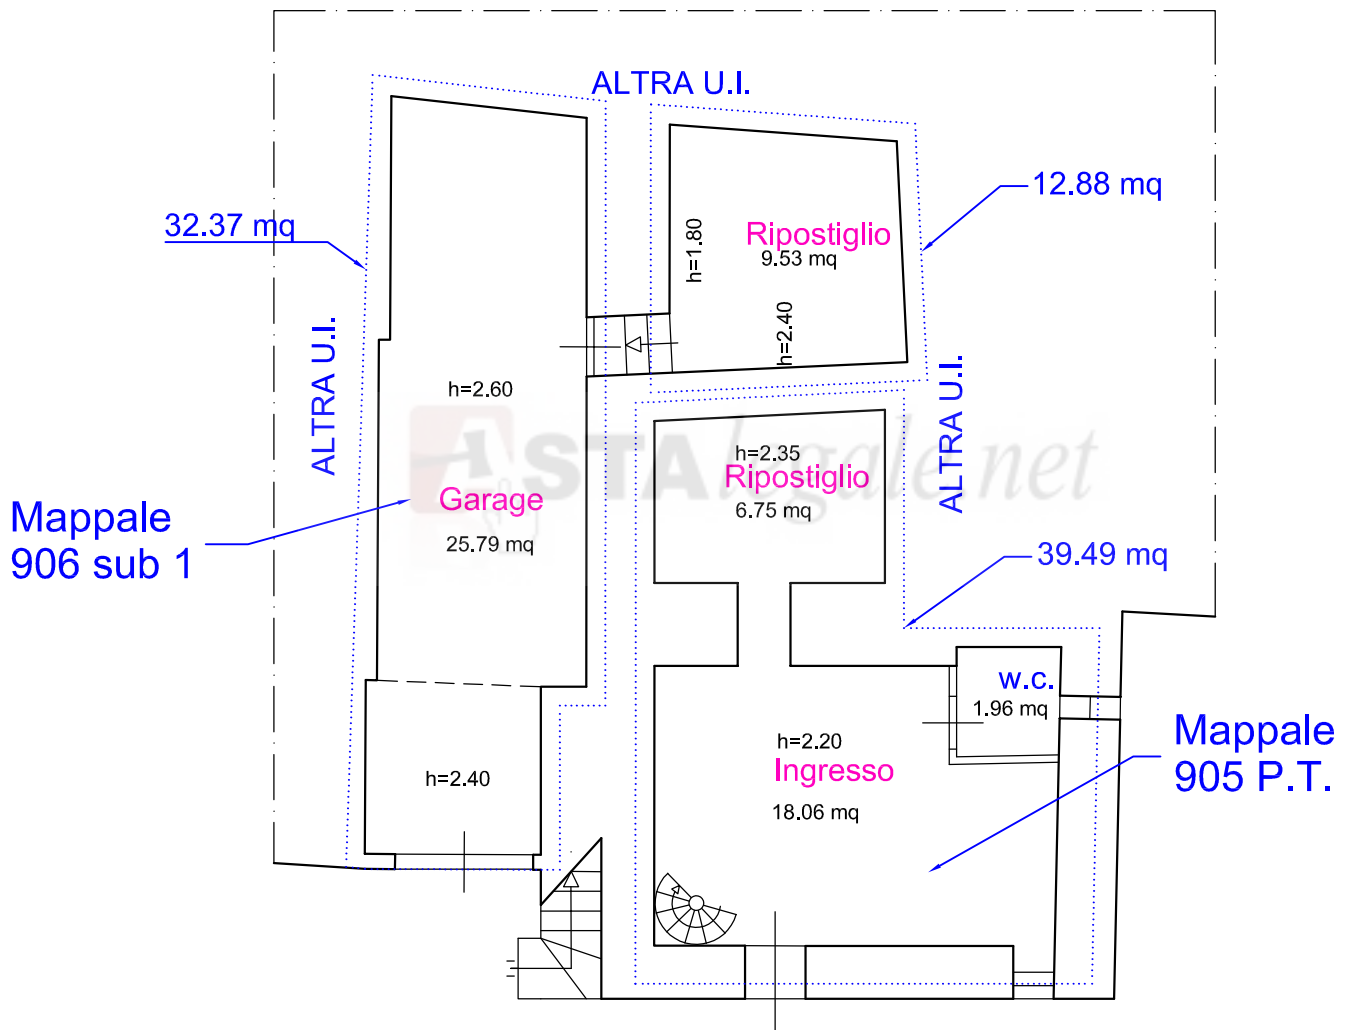 ALTRA U.I.
12.88 mq
32.37 mq
Ripostiglio
9.53 mq
h=1.80
h=2.40
ALTRA U.I.
h=2.60
ALTRA U.I.
ASTAlegale.net
h=2.35
Ripostiglio
6.75 mq
Garage
25.79 mq
Mappale
906 sub 1
39.49 mq
w.c.
1.96 mq
h=2.20
Ingresso
18.06 mq
Mappale
905 P.T.
h=2.40